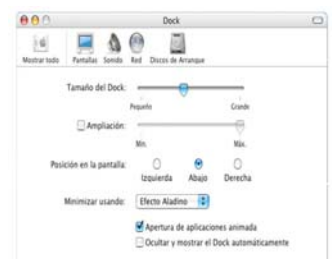 Dock
Mostrar todo Pantallas Sonido Red Discos de Arranque
Tamaño del Dock:
Pequeño Grande
Ampliación:
Mín. Máx.
Posición en la pantalla:
Izquierda Abajo Derecha
Minimizar usando: Efecto Aladino
Apertura de aplicaciones animada
Ocultar y mostrar el Dock automáticamente